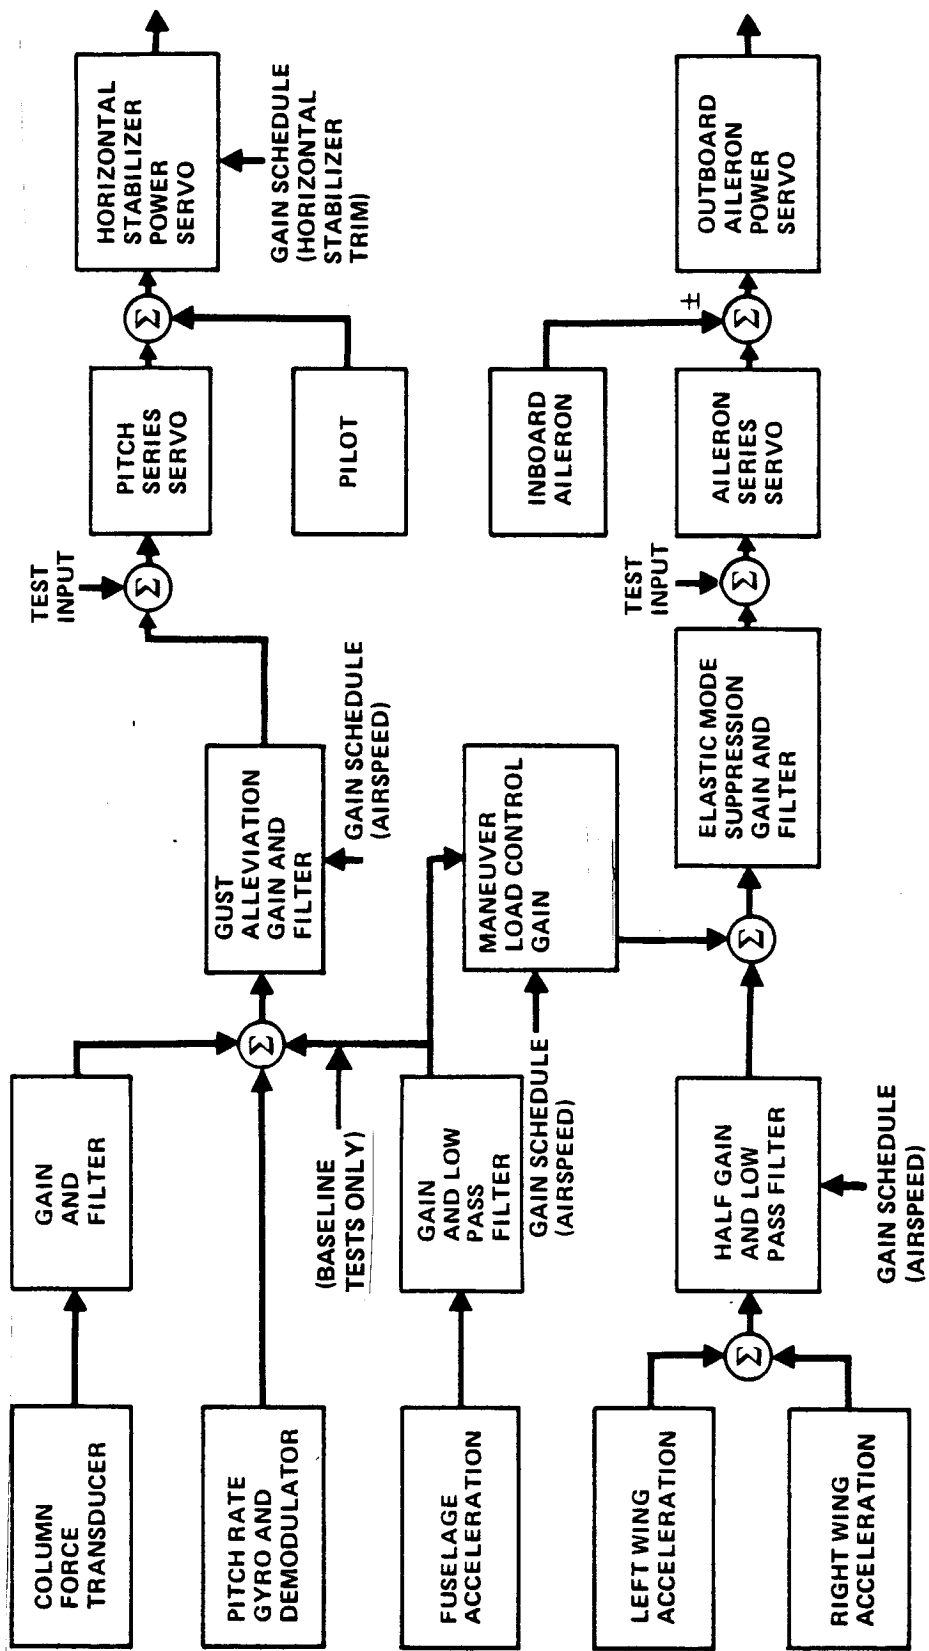 COLUMN
FORCE
TRANSDUCER
GAIN
AND
FILTER
PITCH RATE
GYRO AND
DEMODULATOR
Σ
GUST
ALLEVIATION
GAIN AND
FILTER
GAIN SCHEDULE
(AIRSPEED)
TEST
INPUT
Σ
PITCH
SERIES
SERVO
Σ
HORIZONTAL
STABILIZER
POWER
SERVO
GAIN SCHEDULE
(HORIZONTAL
STABILIZER
TRIM)
PILOT
(BASELINE
TESTS ONLY)
FUSELAGE
ACCELERATION
GAIN
AND LOW
PASS
FILTER
GAIN SCHEDULE
(AIRSPEED)
MANEUVER
LOAD CONTROL
GAIN
INBOARD
AILERON
±
LEFT WING
ACCELERATION
RIGHT WING
ACCELERATION
Σ
HALF GAIN
AND LOW
PASS FILTER
GAIN SCHEDULE
(AIRSPEED)
Σ
ELASTIC MODE
SUPPRESSION
GAIN AND
FILTER
TEST
INPUT
Σ
AILERON
SERIES
SERVO
Σ
OUTBOARD
AILERON
POWER
SERVO